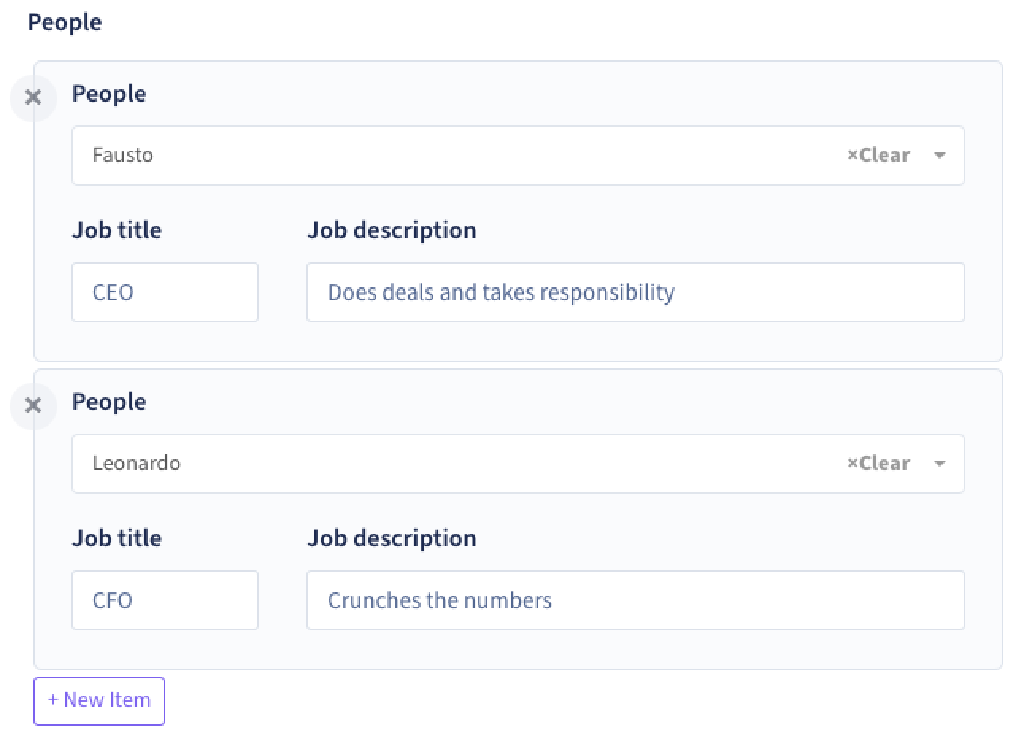 People
× People
Fausto ×Clear
Job title Job description
CEO Does deals and takes responsibility
× People
Leonardo ×Clear
Job title Job description
CFO Crunches the numbers
+ New Item